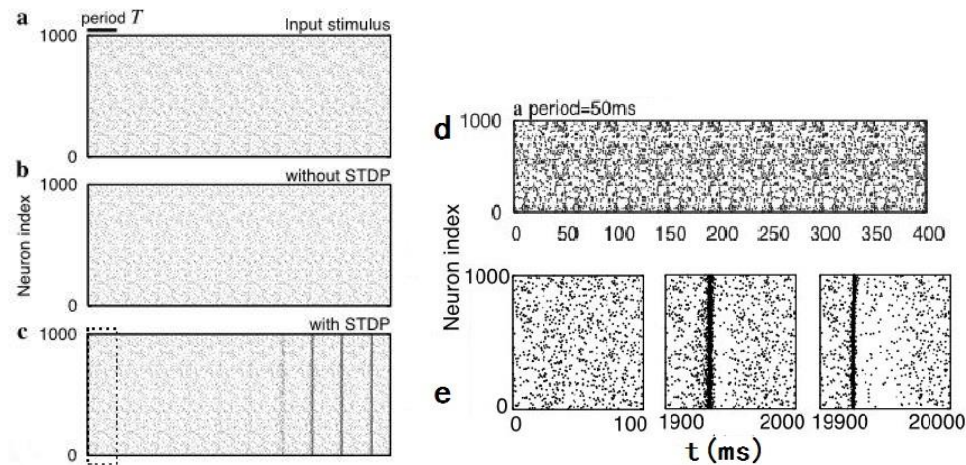 a
period T
Input stimulus
1000
0
b
without STDP
1000
0
Neuron index
c
with STDP
1000
0
d
a period=50ms
1000
0
0 50 100 150 200 250 300 350 400
Neuron index
e
1000
0
0 100
1900 2000
19900 20000
t(ms)